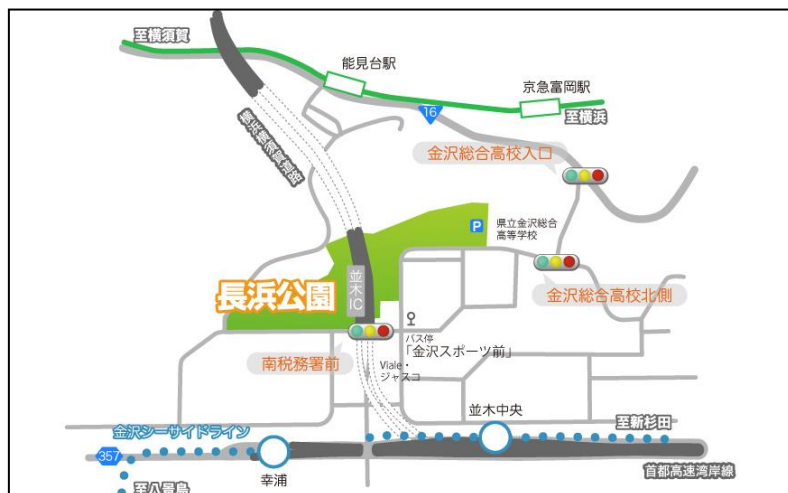 至横須賀
能見台駅
京急富岡駅
16
至横浜
横浜横須賀道路
金沢総合高校入口
P
県立金沢総合
高等学校
並木IC
長浜公園
金沢総合高校北側
バス停
「金沢スポーツ前」
南税務署前
Viale・
ジャスコ
並木中央
至新杉田
金沢シーサイドライン
357
幸浦
首都高速湾岸線
至八景島